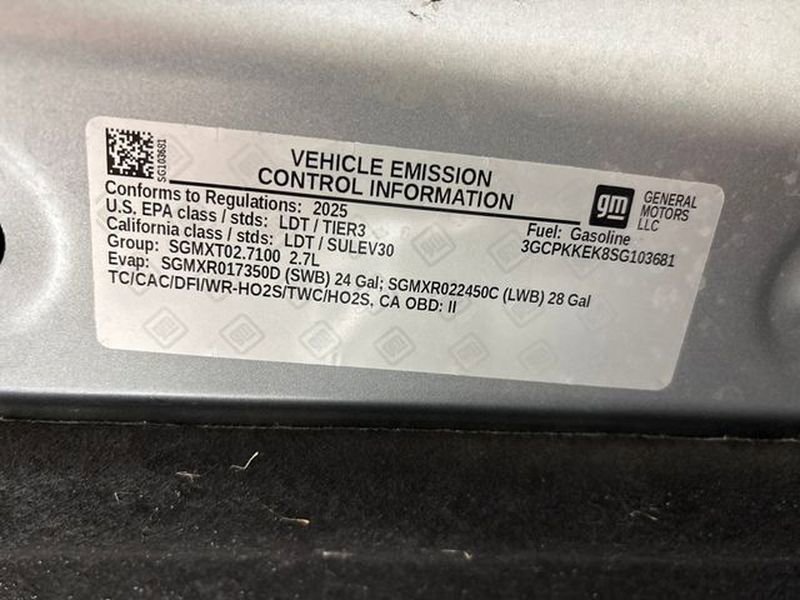 SG103681
VEHICLE EMISSION
CONTROL INFORMATION
gm
GENERAL
MOTORS
LLC
Conforms to Regulations: 2025
U.S. EPA class / stds: LDT / TIER3
California class / stds: LDT / SULEV30
Group: SGMXT02.7100 2.7L
Evap: SGMXR017350D (SWB) 24 Gal; SGMXR022450C (LWB) 28 Gal
TC/CAC/DFI/WR-HO2S/TWC/HO2S, CA OBD: II
Fuel: Gasoline
3GCPKKEK8SG103681